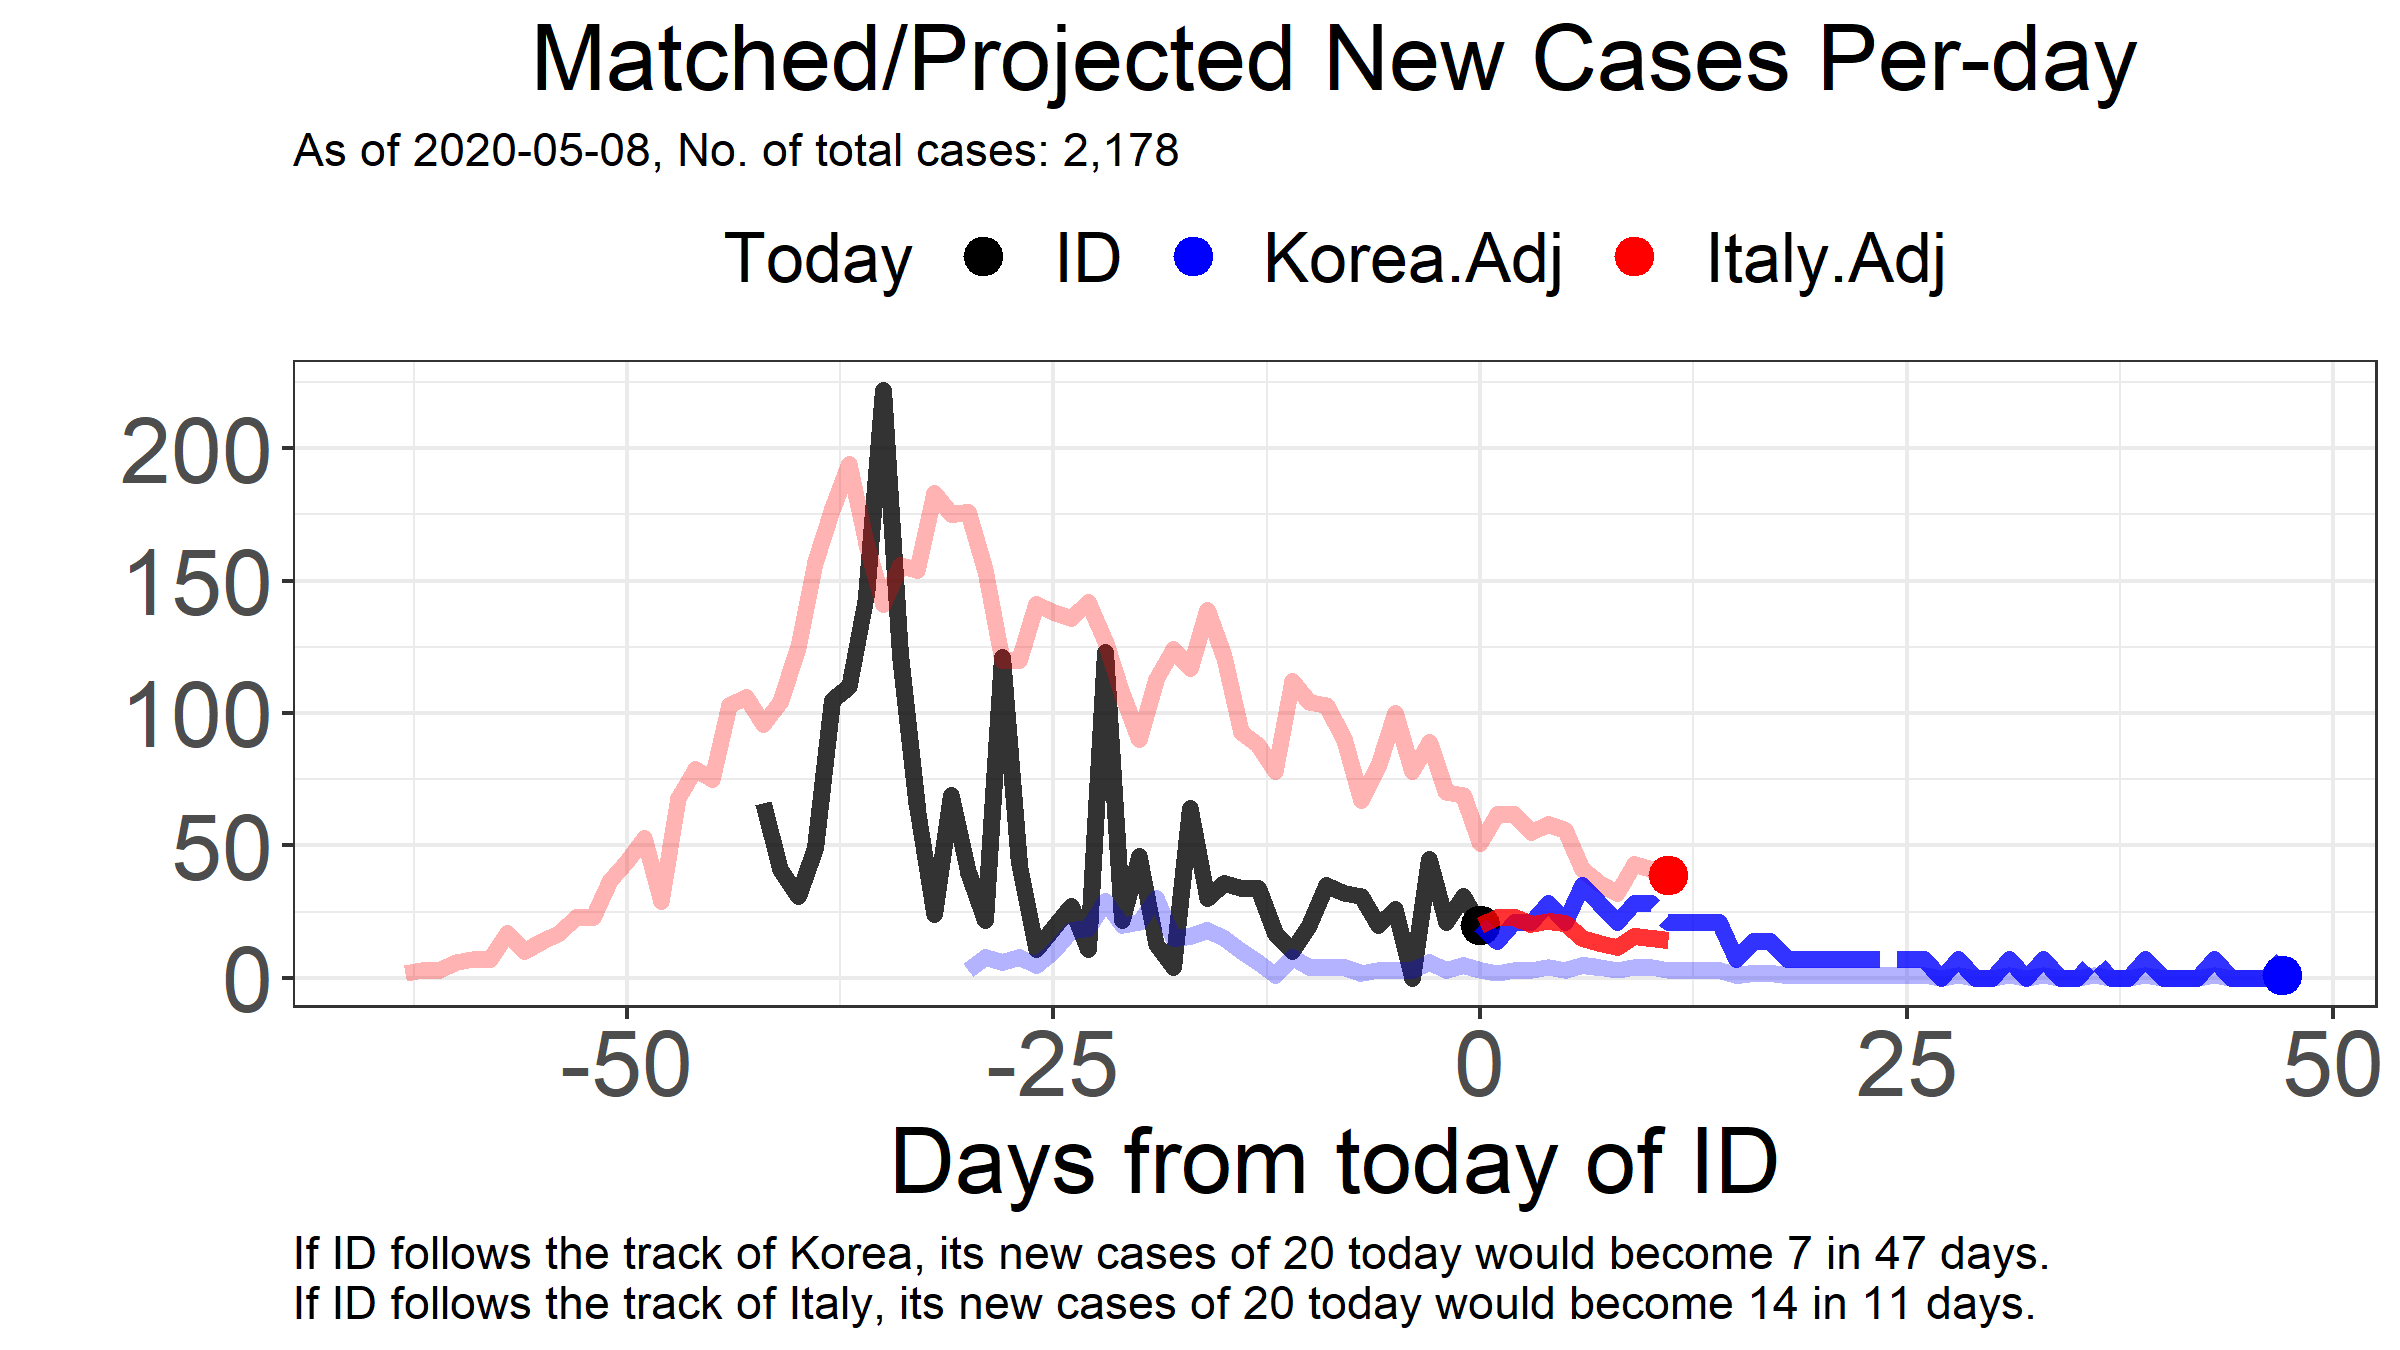 Matched/Projected New Cases Per-day
As of 2020-05-08, No. of total cases: 2,178
Today ID Korea.Adj Italy.Adj
200
150
100
50
0
-50 -25 0 25 50
Days from today of ID
If ID follows the track of Korea, its new cases of 20 today would become 7 in 47 days.
If ID follows the track of Italy, its new cases of 20 today would become 14 in 11 days.